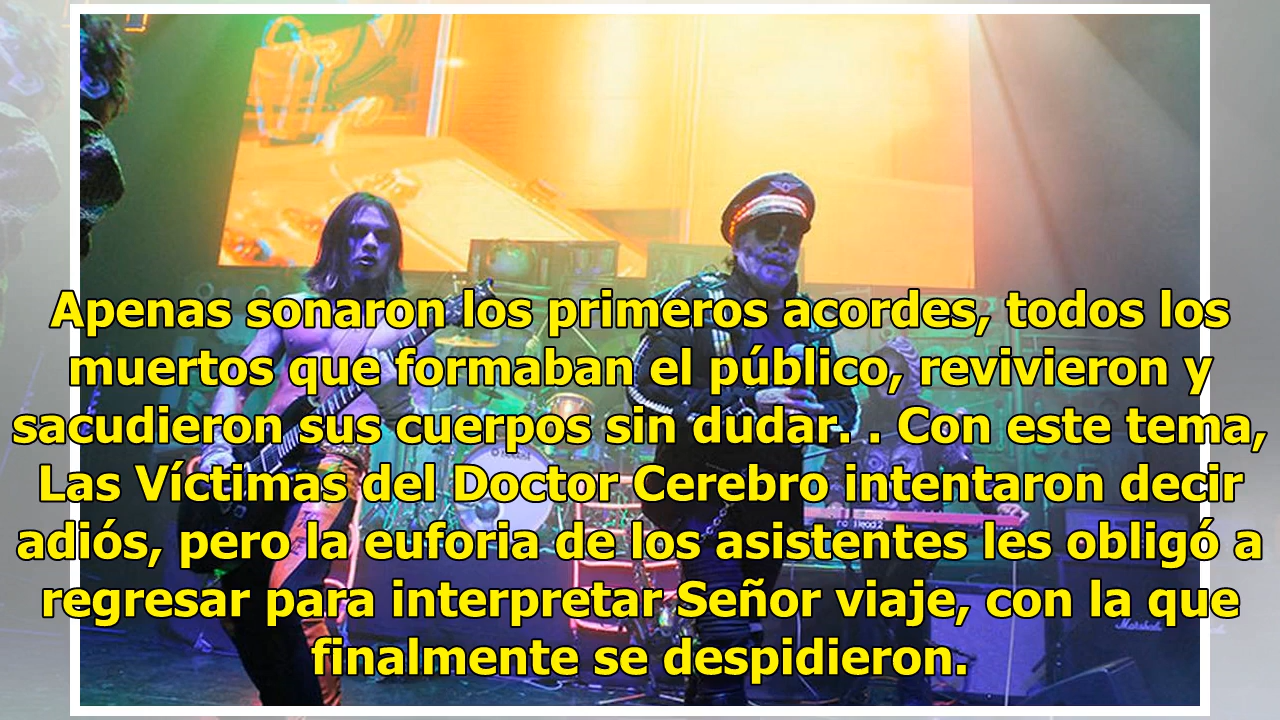 Apenas sonaron los primeros acordes, todos los
muertos que formaban el público, revivieron y
sacudieron sus cuerpos sin dudar. . Con este tema,
Las Víctimas del Doctor Cerebro intentaron decir
adiós, pero la euforia de los asistentes les obligó a
regresar para interpretar Señor viaje, con la que
finalmente se despidieron.
Marshall